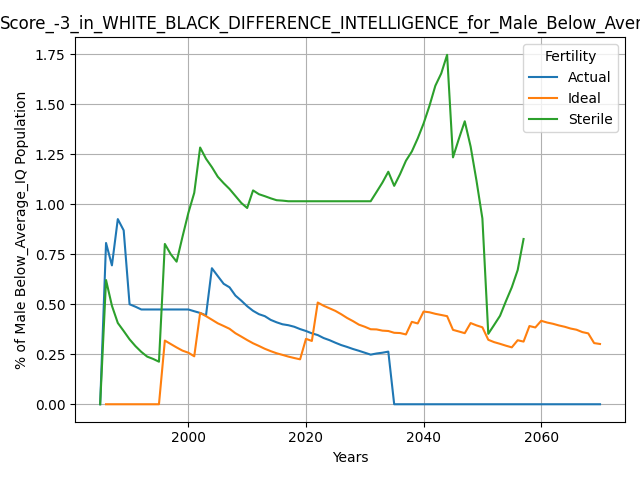 Score_-3_in_WHITE_BLACK_DIFFERENCE_INTELLIGENCE_for_Male_Below_Aver
1.75
1.50
1.25
1.00
0.75
0.50
0.25
0.00
% of Male Below_Average_IQ Population
Fertility
Actual
Ideal
Sterile
2000
2020
2040
2060
Years